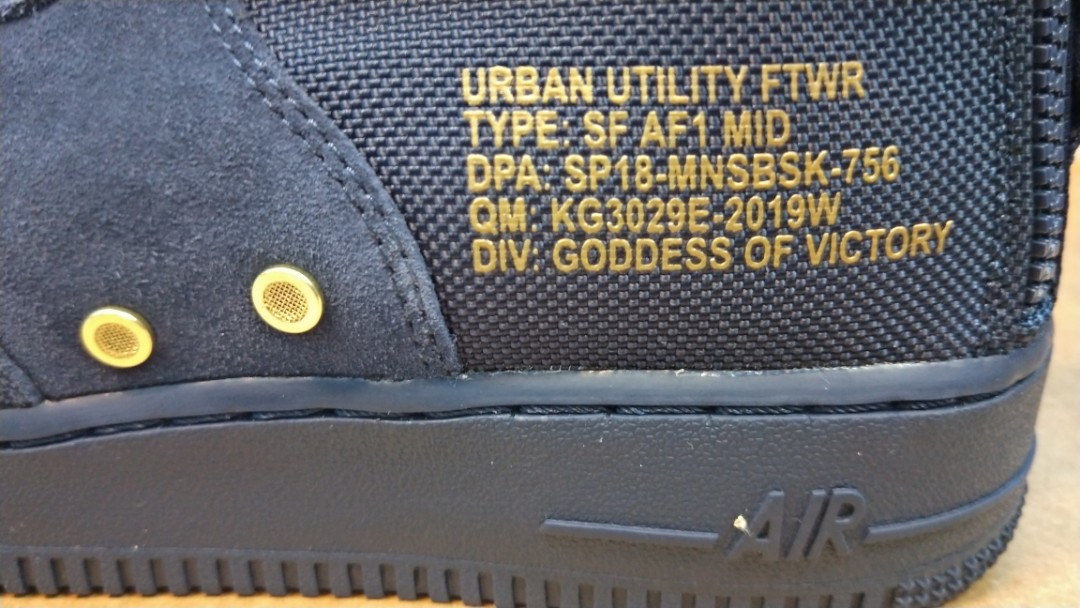 URBAN UTILITY FTWR
TYPE: SF AF1 MID
DPA: SP18-MNSBSK-756
QM: KG3029E-2019W
DIV: GODDESS OF VICTORY
AIR